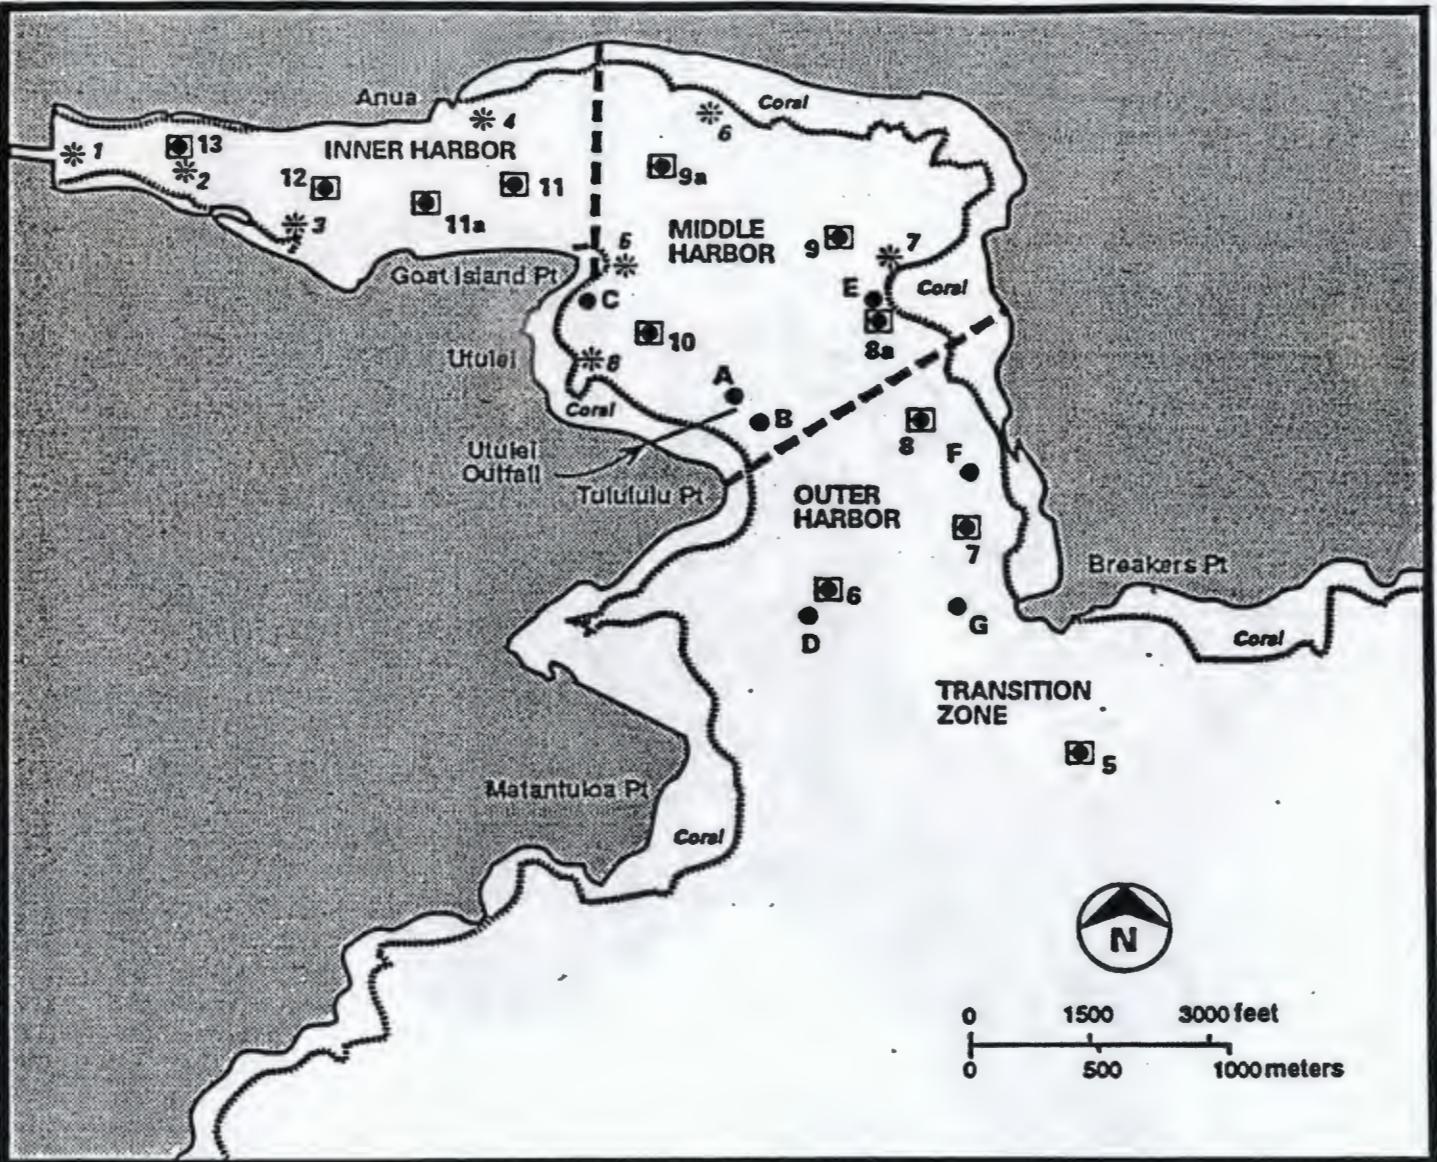 Anua
Coral
4
6
1
13
INNER HARBOR
2
12
11
9a
11a
3
MIDDLE
HARBOR
5
9
7
Goat Island Pt
C
E
Coral
10
8a
Utulei
8
A
Coral
B
8
Utulei
Outfall
F
Tulutulu Pt
OUTER
HARBOR
7
Breakers Pt
6
G
D
Coral
TRANSITION
ZONE
5
Matantuloa Pt
Coral
N
0 1500 3000 feet
0 500 1000 meters